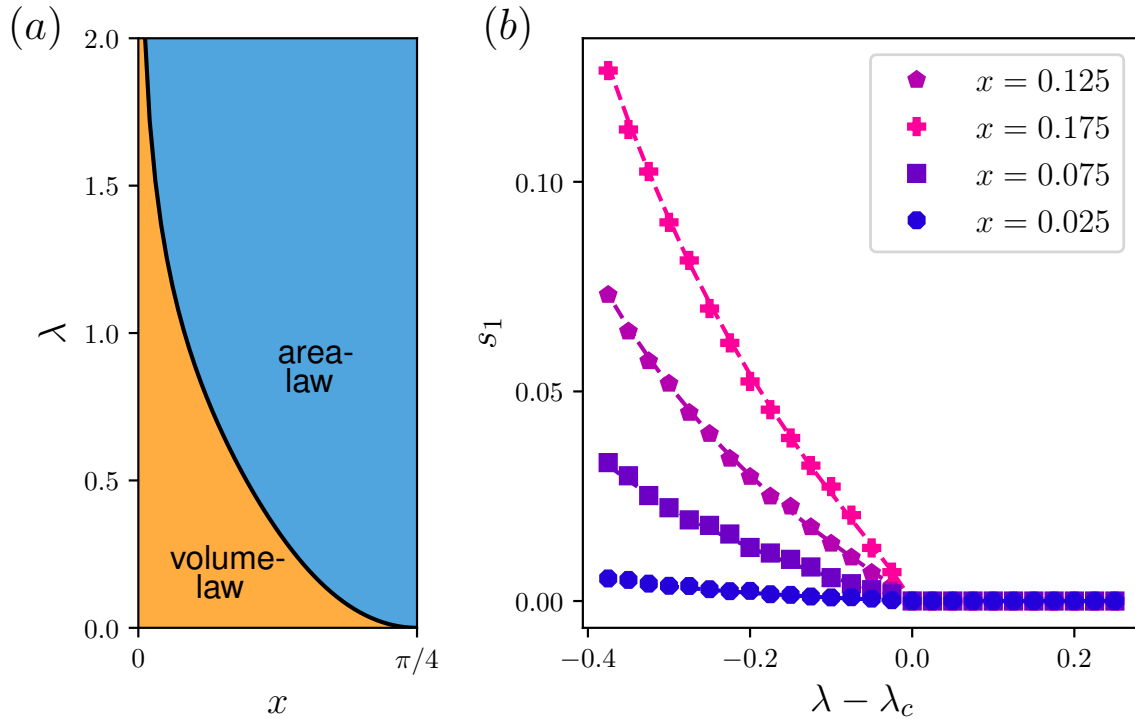 (a)
2.0
1.5
1.0
0.5
0.0
λ
area-
law
volume-
law
0
π/4
x
(b)
x = 0.125
x = 0.175
x = 0.075
x = 0.025
0.10
0.05
0.00
s₁
−0.4
−0.2
0.0
0.2
λ − λ_c